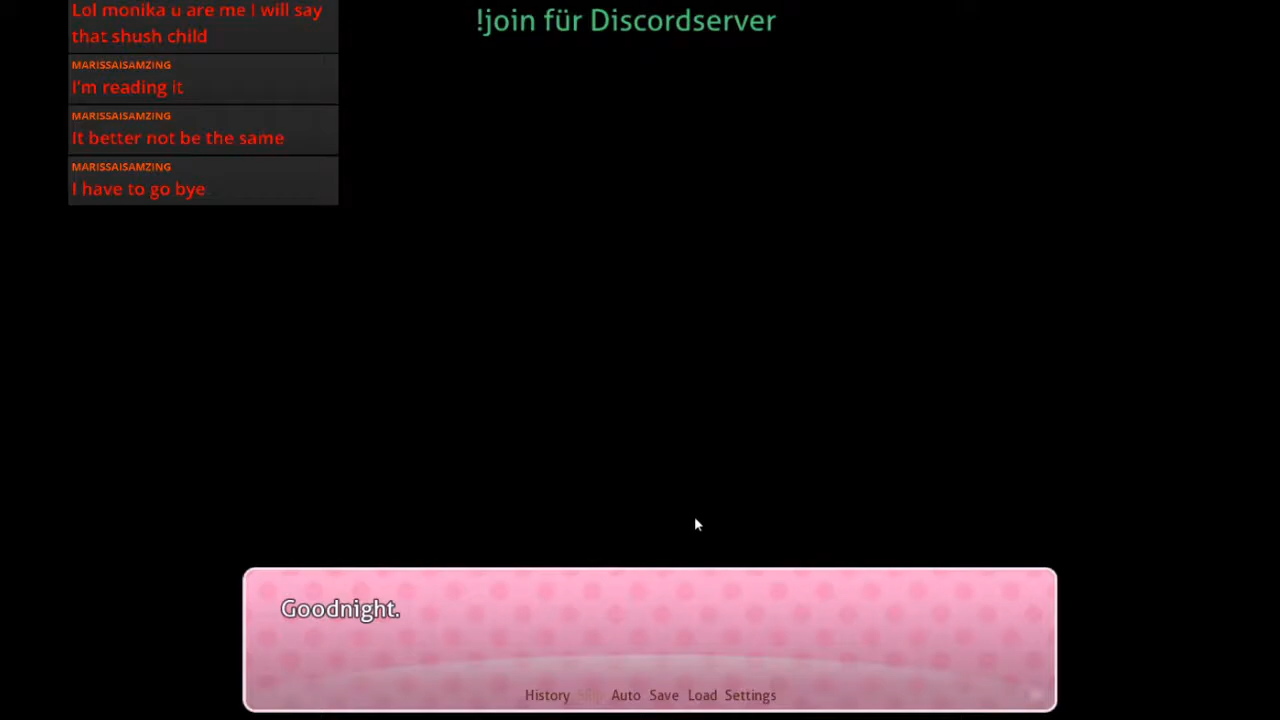 Lol monika u are me I will say
that shush child
MARISSAISAMZING
I'm reading it
MARISSAISAMZING
It better not be the same
MARISSAISAMZING
I have to go bye
!join für Discordserver
Goodnight.
History Skip Auto Save Load Settings